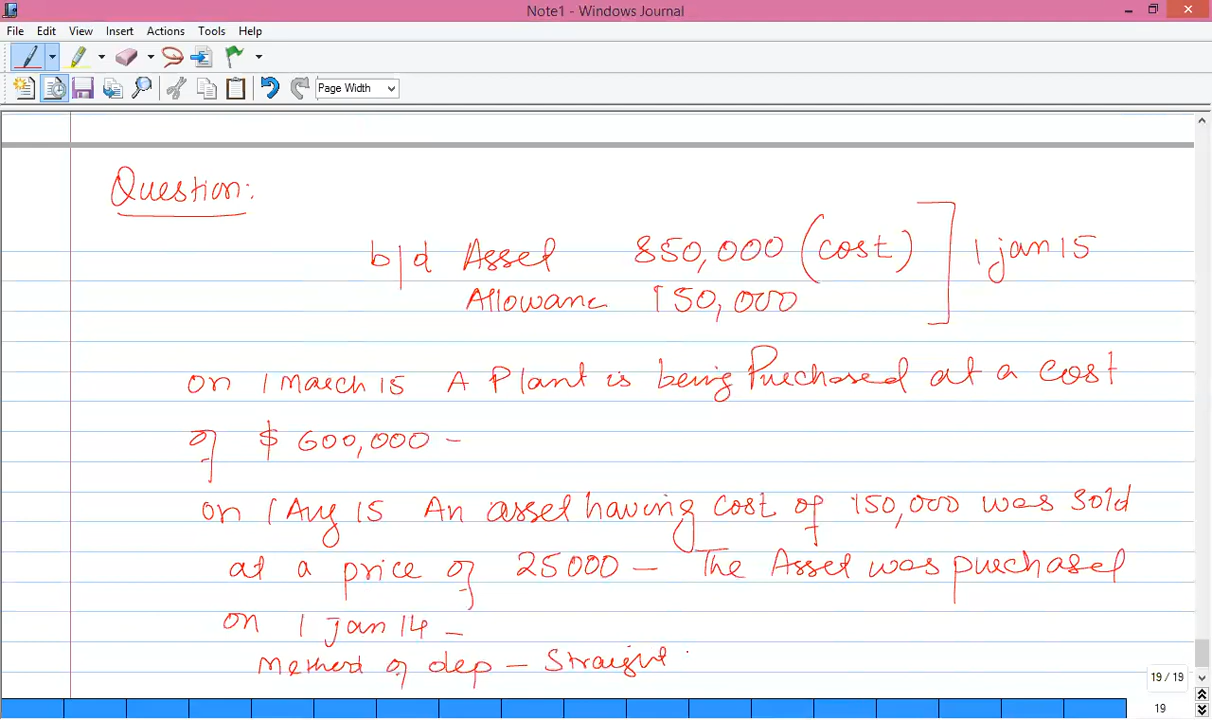 Note1 - Windows Journal
File Edit View Insert Actions Tools Help
Page Width
Question:
b/d Asset 850,000 (cost) 1 jan 15
Allowanc 150,000
on 1 March 15 A Plant is being Purchased at a cost
of $ 600,000 -
on 1 Aug 15 An asset having cost of 150,000 was sold
at a price of 25000 - The Asset was purchased
on 1 jan 14 -
Method of dep - Straight
19 / 19
19